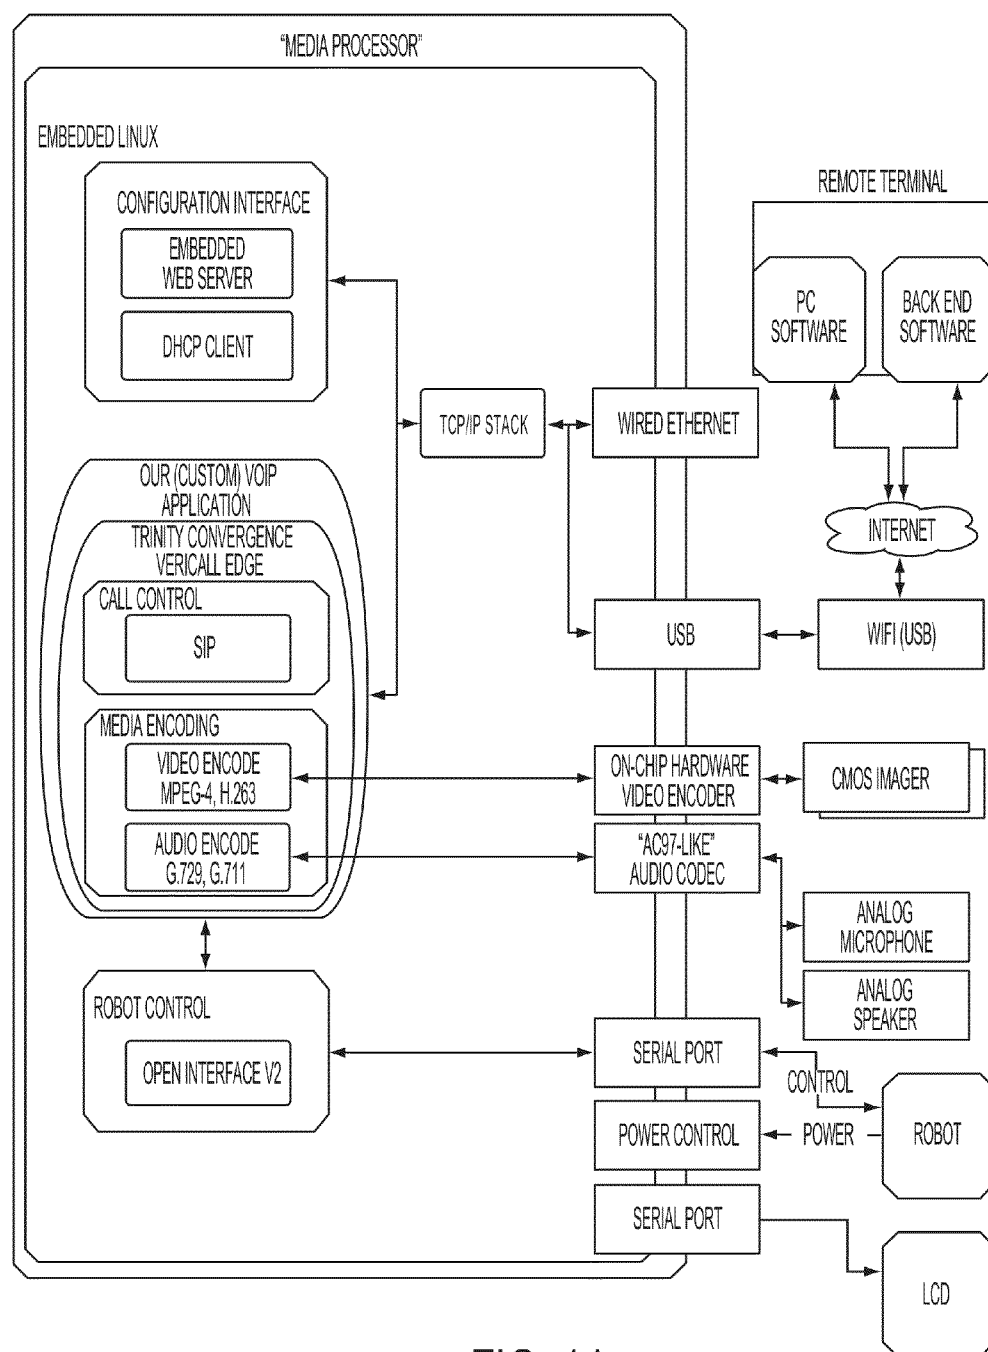 "MEDIA PROCESSOR"
EMBEDDED LINUX
CONFIGURATION INTERFACE
EMBEDDED
WEB SERVER
DHCP CLIENT
REMOTE TERMINAL
PC
SOFTWARE
BACK END
SOFTWARE
TCP/IP STACK
WIRED ETHERNET
OUR (CUSTOM) VOIP
APPLICATION
TRINITY CONVERGENCE
VERICALL EDGE
CALL CONTROL
SIP
INTERNET
USB
WIFI (USB)
MEDIA ENCODING
VIDEO ENCODE
MPEG-4, H.263
ON-CHIP HARDWARE
VIDEO ENCODER
CMOS IMAGER
AUDIO ENCODE
G.729, G.711
"AC97-LIKE"
AUDIO CODEC
ANALOG
MICROPHONE
ANALOG
SPEAKER
ROBOT CONTROL
OPEN INTERFACE V2
SERIAL PORT
CONTROL
POWER CONTROL
POWER
ROBOT
SERIAL PORT
LCD